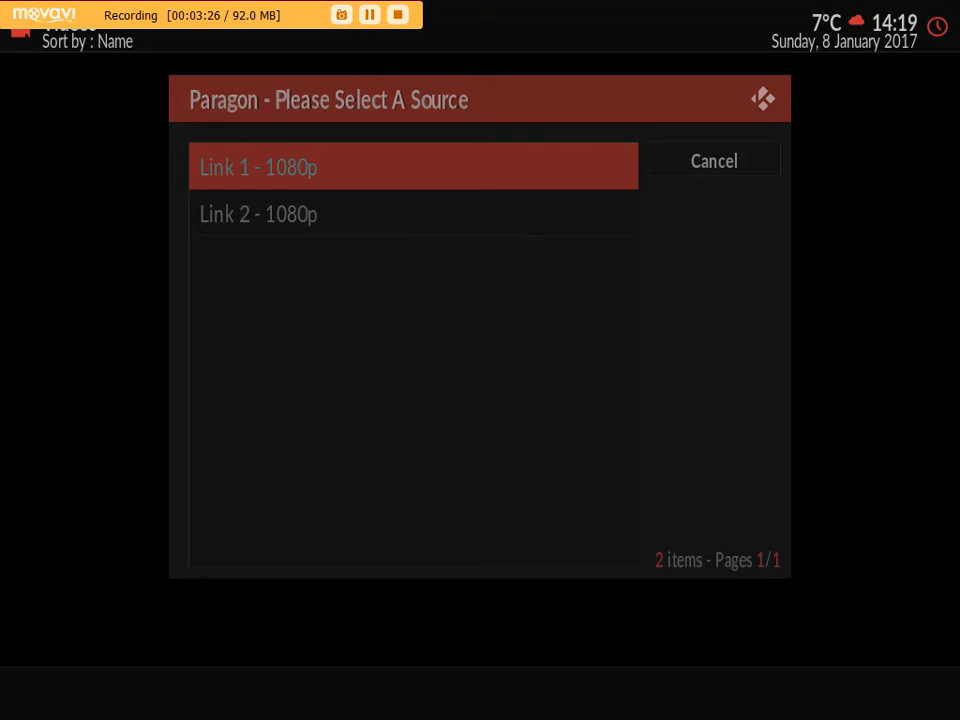 movavi Recording [00:03:26 / 92.0 MB]
Videos
Sort by : Name
7°C 14:19
Sunday, 8 January 2017
Paragon - Please Select A Source
Link 1 - 1080p
Cancel
Link 2 - 1080p
2 items - Pages 1/1